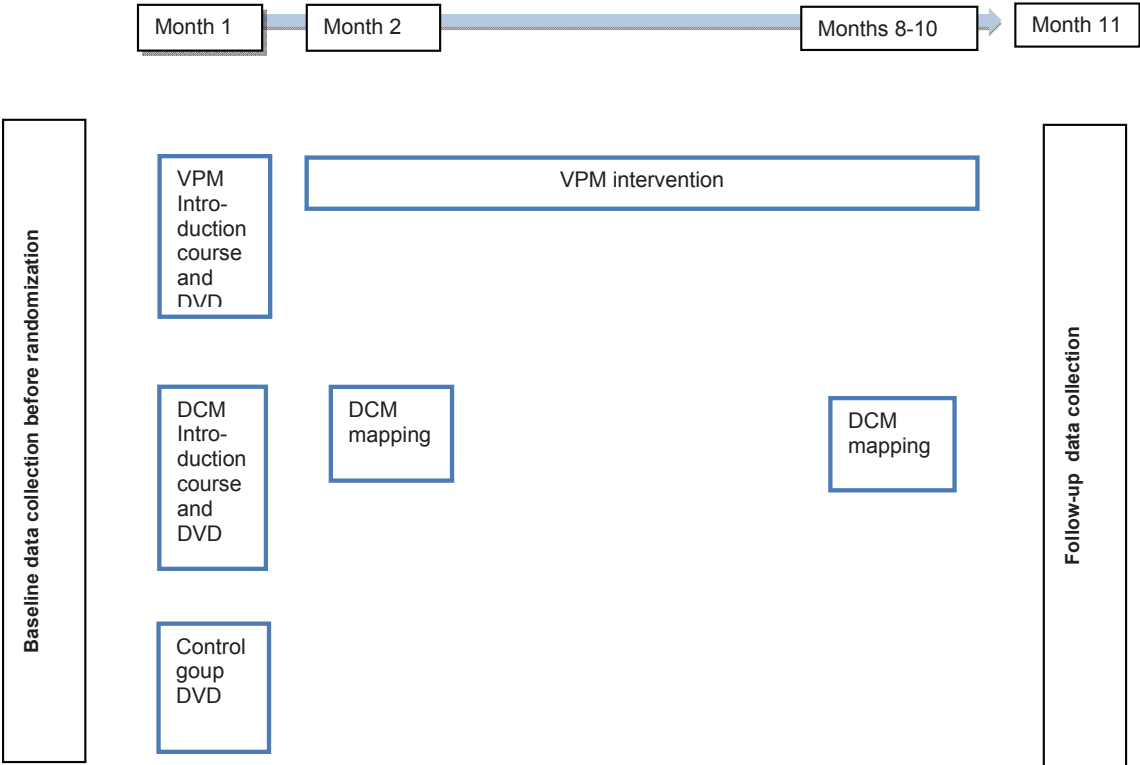 Month 1
Month 2
Months 8-10
Month 11
Baseline data collection before randomization
VPM
Intro-
duction
course
and
DVD
VPM intervention
DCM
Intro-
duction
course
and
DVD
DCM
mapping
DCM
mapping
Control
goup
DVD
Follow-up data collection